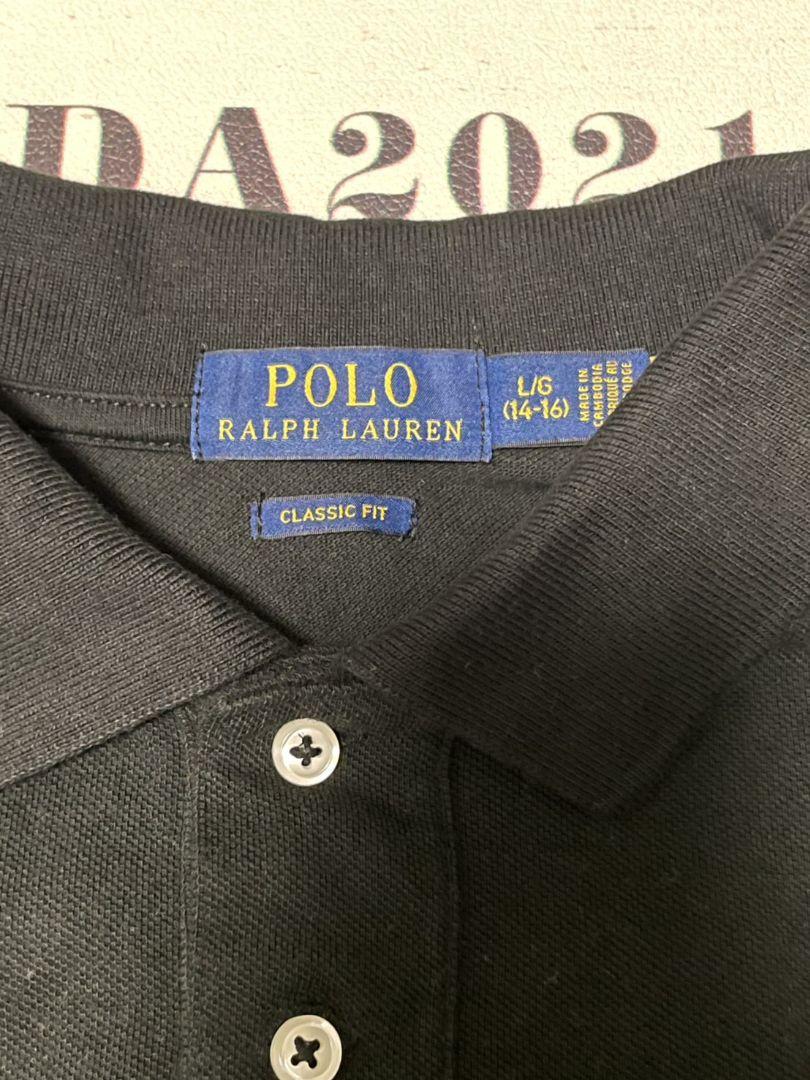 DA2021
POLO
RALPH LAUREN
L/G
(14-16)
MADE IN
CAMBODIA
CLASSIC FIT